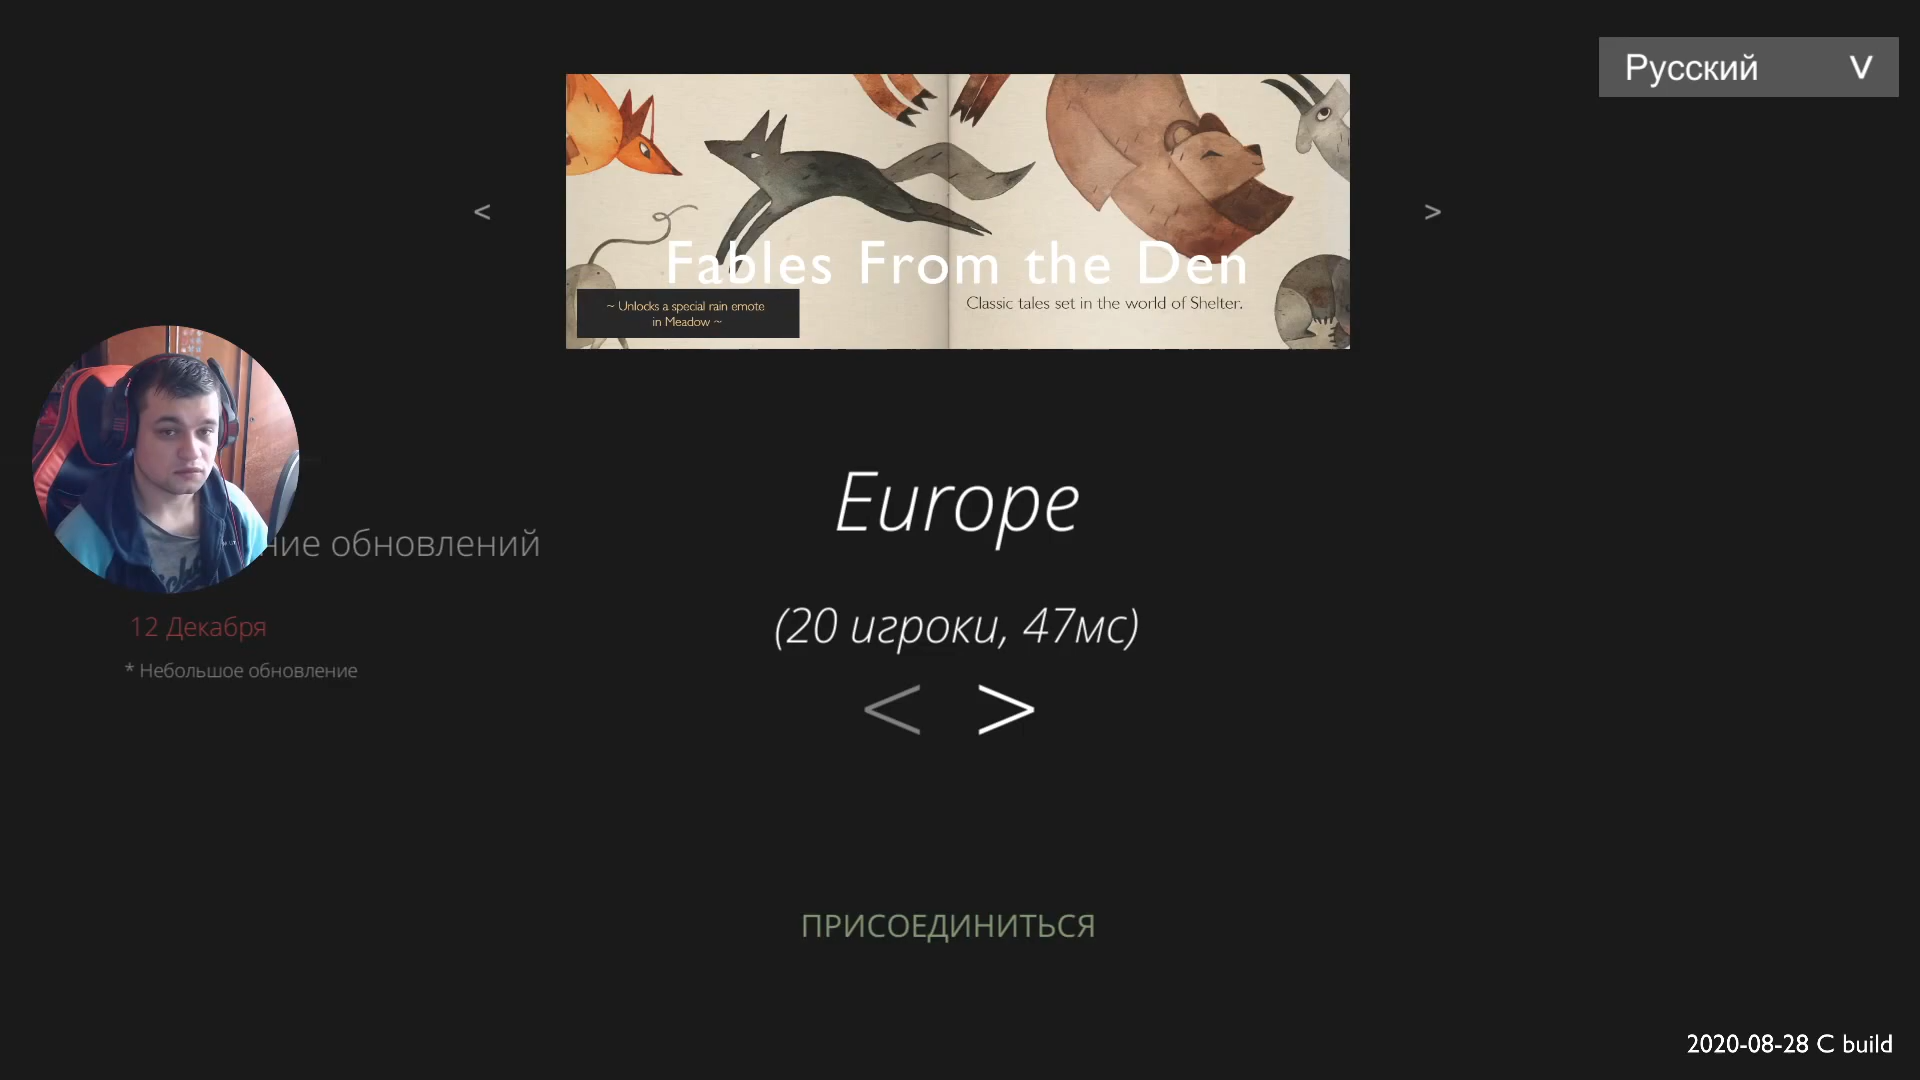 Русский V
< >
Fables From the Den
~ Unlocks a special rain emote
in Meadow ~
Classic tales set in the world of Shelter.
Europe
обновлений
(20 игроки, 47мс)
12 Декабря
* Небольшое обновление
< >
ПРИСОЕДИНИТЬСЯ
2020-08-28 C build